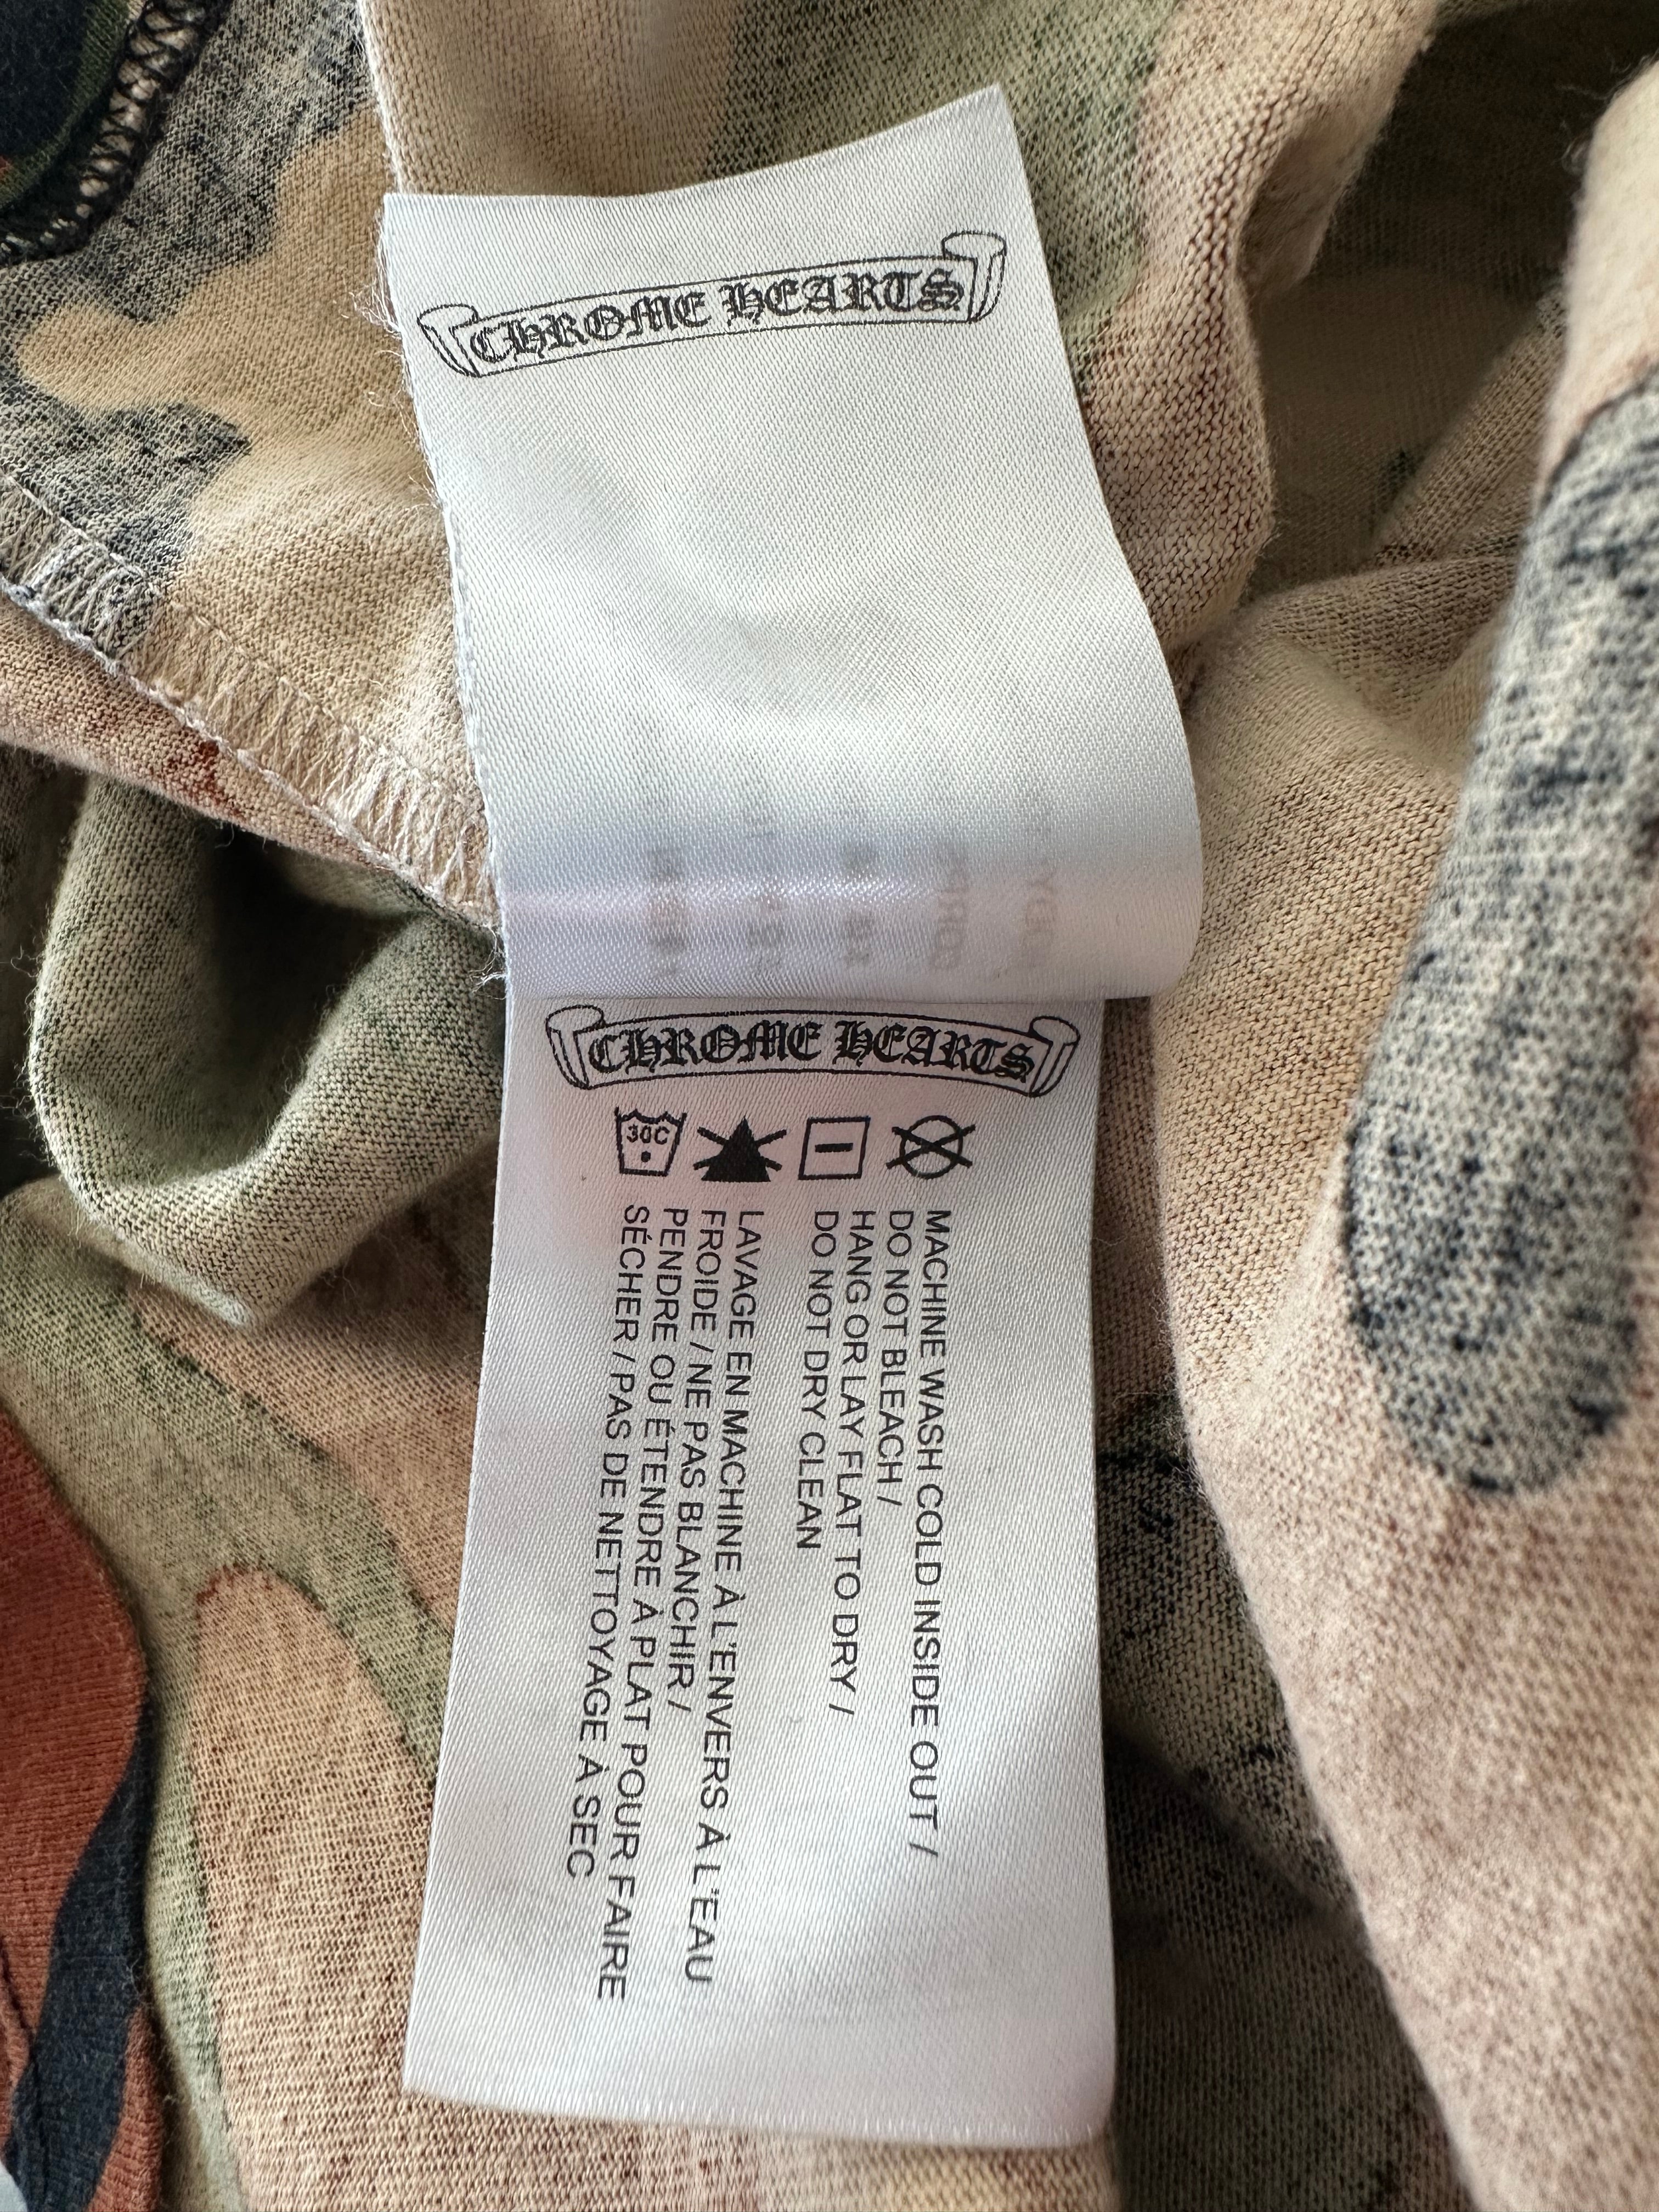 CHROME HEARTS
CHROME HEARTS
30C
MACHINE WASH COLD INSIDE OUT /
DO NOT BLEACH /
HANG OR LAY FLAT TO DRY /
DO NOT DRY CLEAN
LAVAGE EN MACHINE À L'ENVERS À L'EAU
FROIDE / NE PAS BLANCHIR /
PENDRE OU ÉTENDRE À PLAT POUR FAIRE
SÉCHER / PAS DE NETTOYAGE À SEC